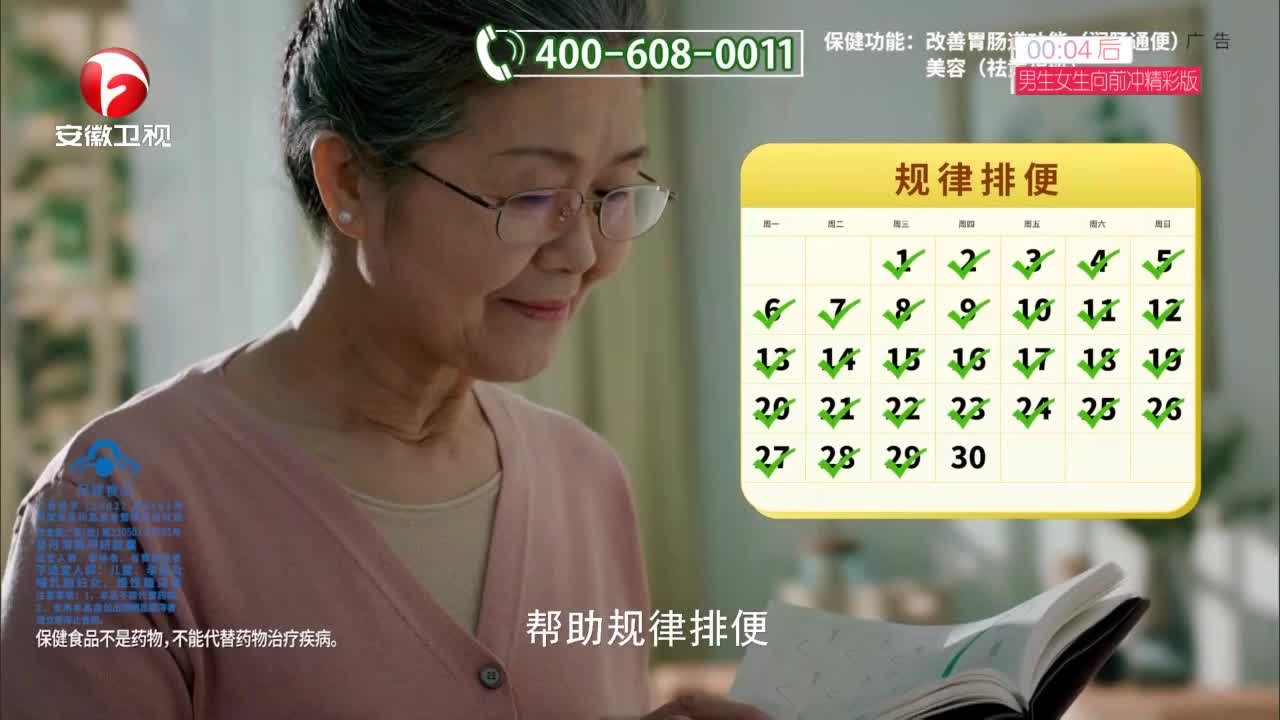 安徽卫视
400-608-0011
保健功能：改善胃肠道功能（润肠通便）
美容（祛
广告
00:04后
男生女生向前冲精彩版
规律排便
周一 周二 周三 周四 周五 周六 周日
1 2 3 4 5
6 7 8 9 10 11 12
13 14 15 16 17 18 19
20 21 22 23 24 25 26
27 28 29 30
保健食品
保健食品不是药物，不能代替药物治疗疾病。
帮助规律排便